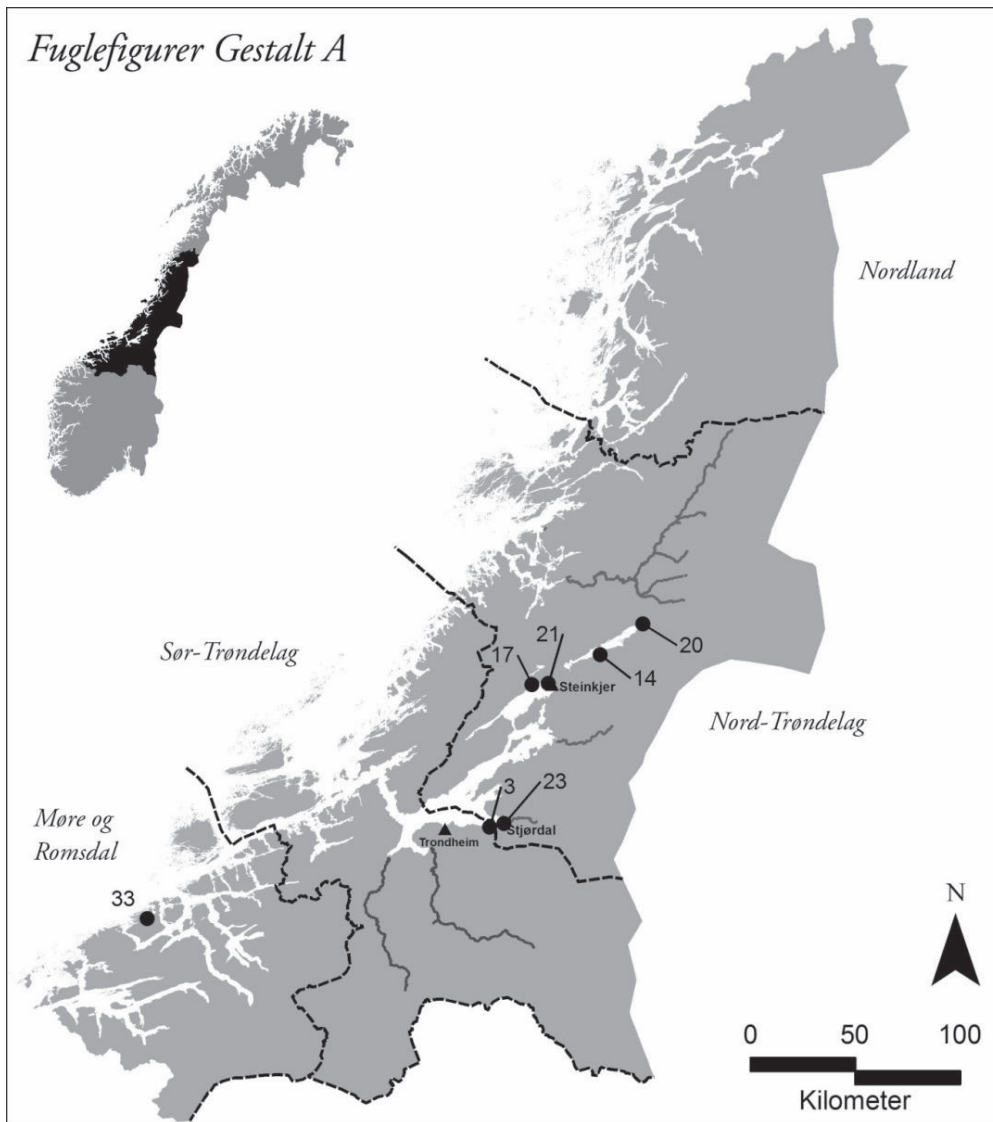 Fuglefigurer Gestalt A
Nordland
Sør-Trøndelag
21
17
20
14
Steinkjer
Nord-Trøndelag
3
23
Stjørdal
Trondheim
Møre og
Romsdal
33
N
0 50 100
Kilometer